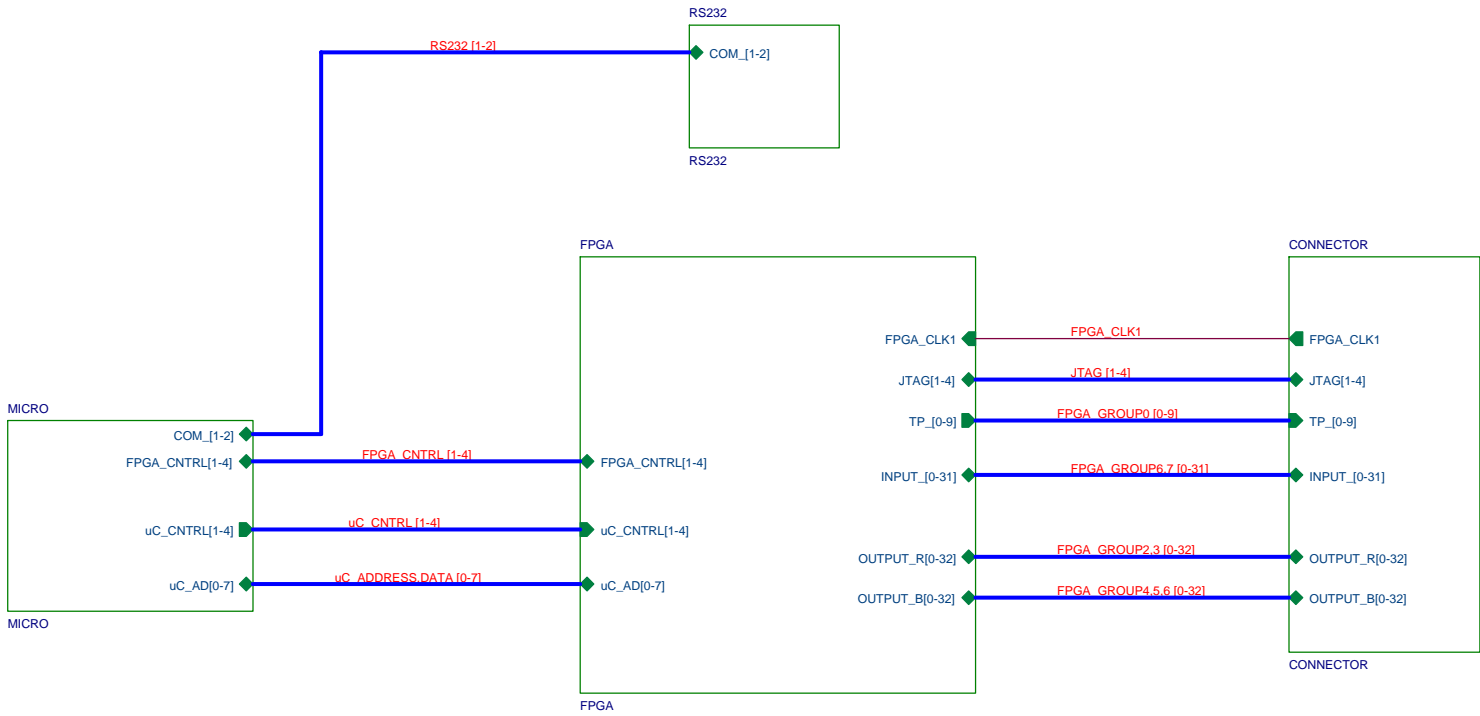 RS232
RS232 [1-2]
COM_[1-2]
RS232
FPGA
CONNECTOR
FPGA_CLK1
FPGA_CLK1
FPGA_CLK1
JTAG[1-4]
JTAG [1-4]
JTAG[1-4]
MICRO
TP_[0-9]
FPGA_GROUP0 [0-9]
TP_[0-9]
COM_[1-2]
FPGA_CNTRL[1-4]
FPGA_CNTRL [1-4]
FPGA_CNTRL[1-4]
INPUT_[0-31]
FPGA_GROUP6,7 [0-31]
INPUT_[0-31]
uC_CNTRL[1-4]
uC_CNTRL [1-4]
uC_CNTRL[1-4]
OUTPUT_R[0-32]
FPGA_GROUP2,3 [0-32]
OUTPUT_R[0-32]
uC_AD[0-7]
uC_ADDRESS,DATA [0-7]
uC_AD[0-7]
OUTPUT_B[0-32]
FPGA_GROUP4,5,6 [0-32]
OUTPUT_B[0-32]
MICRO
CONNECTOR
FPGA